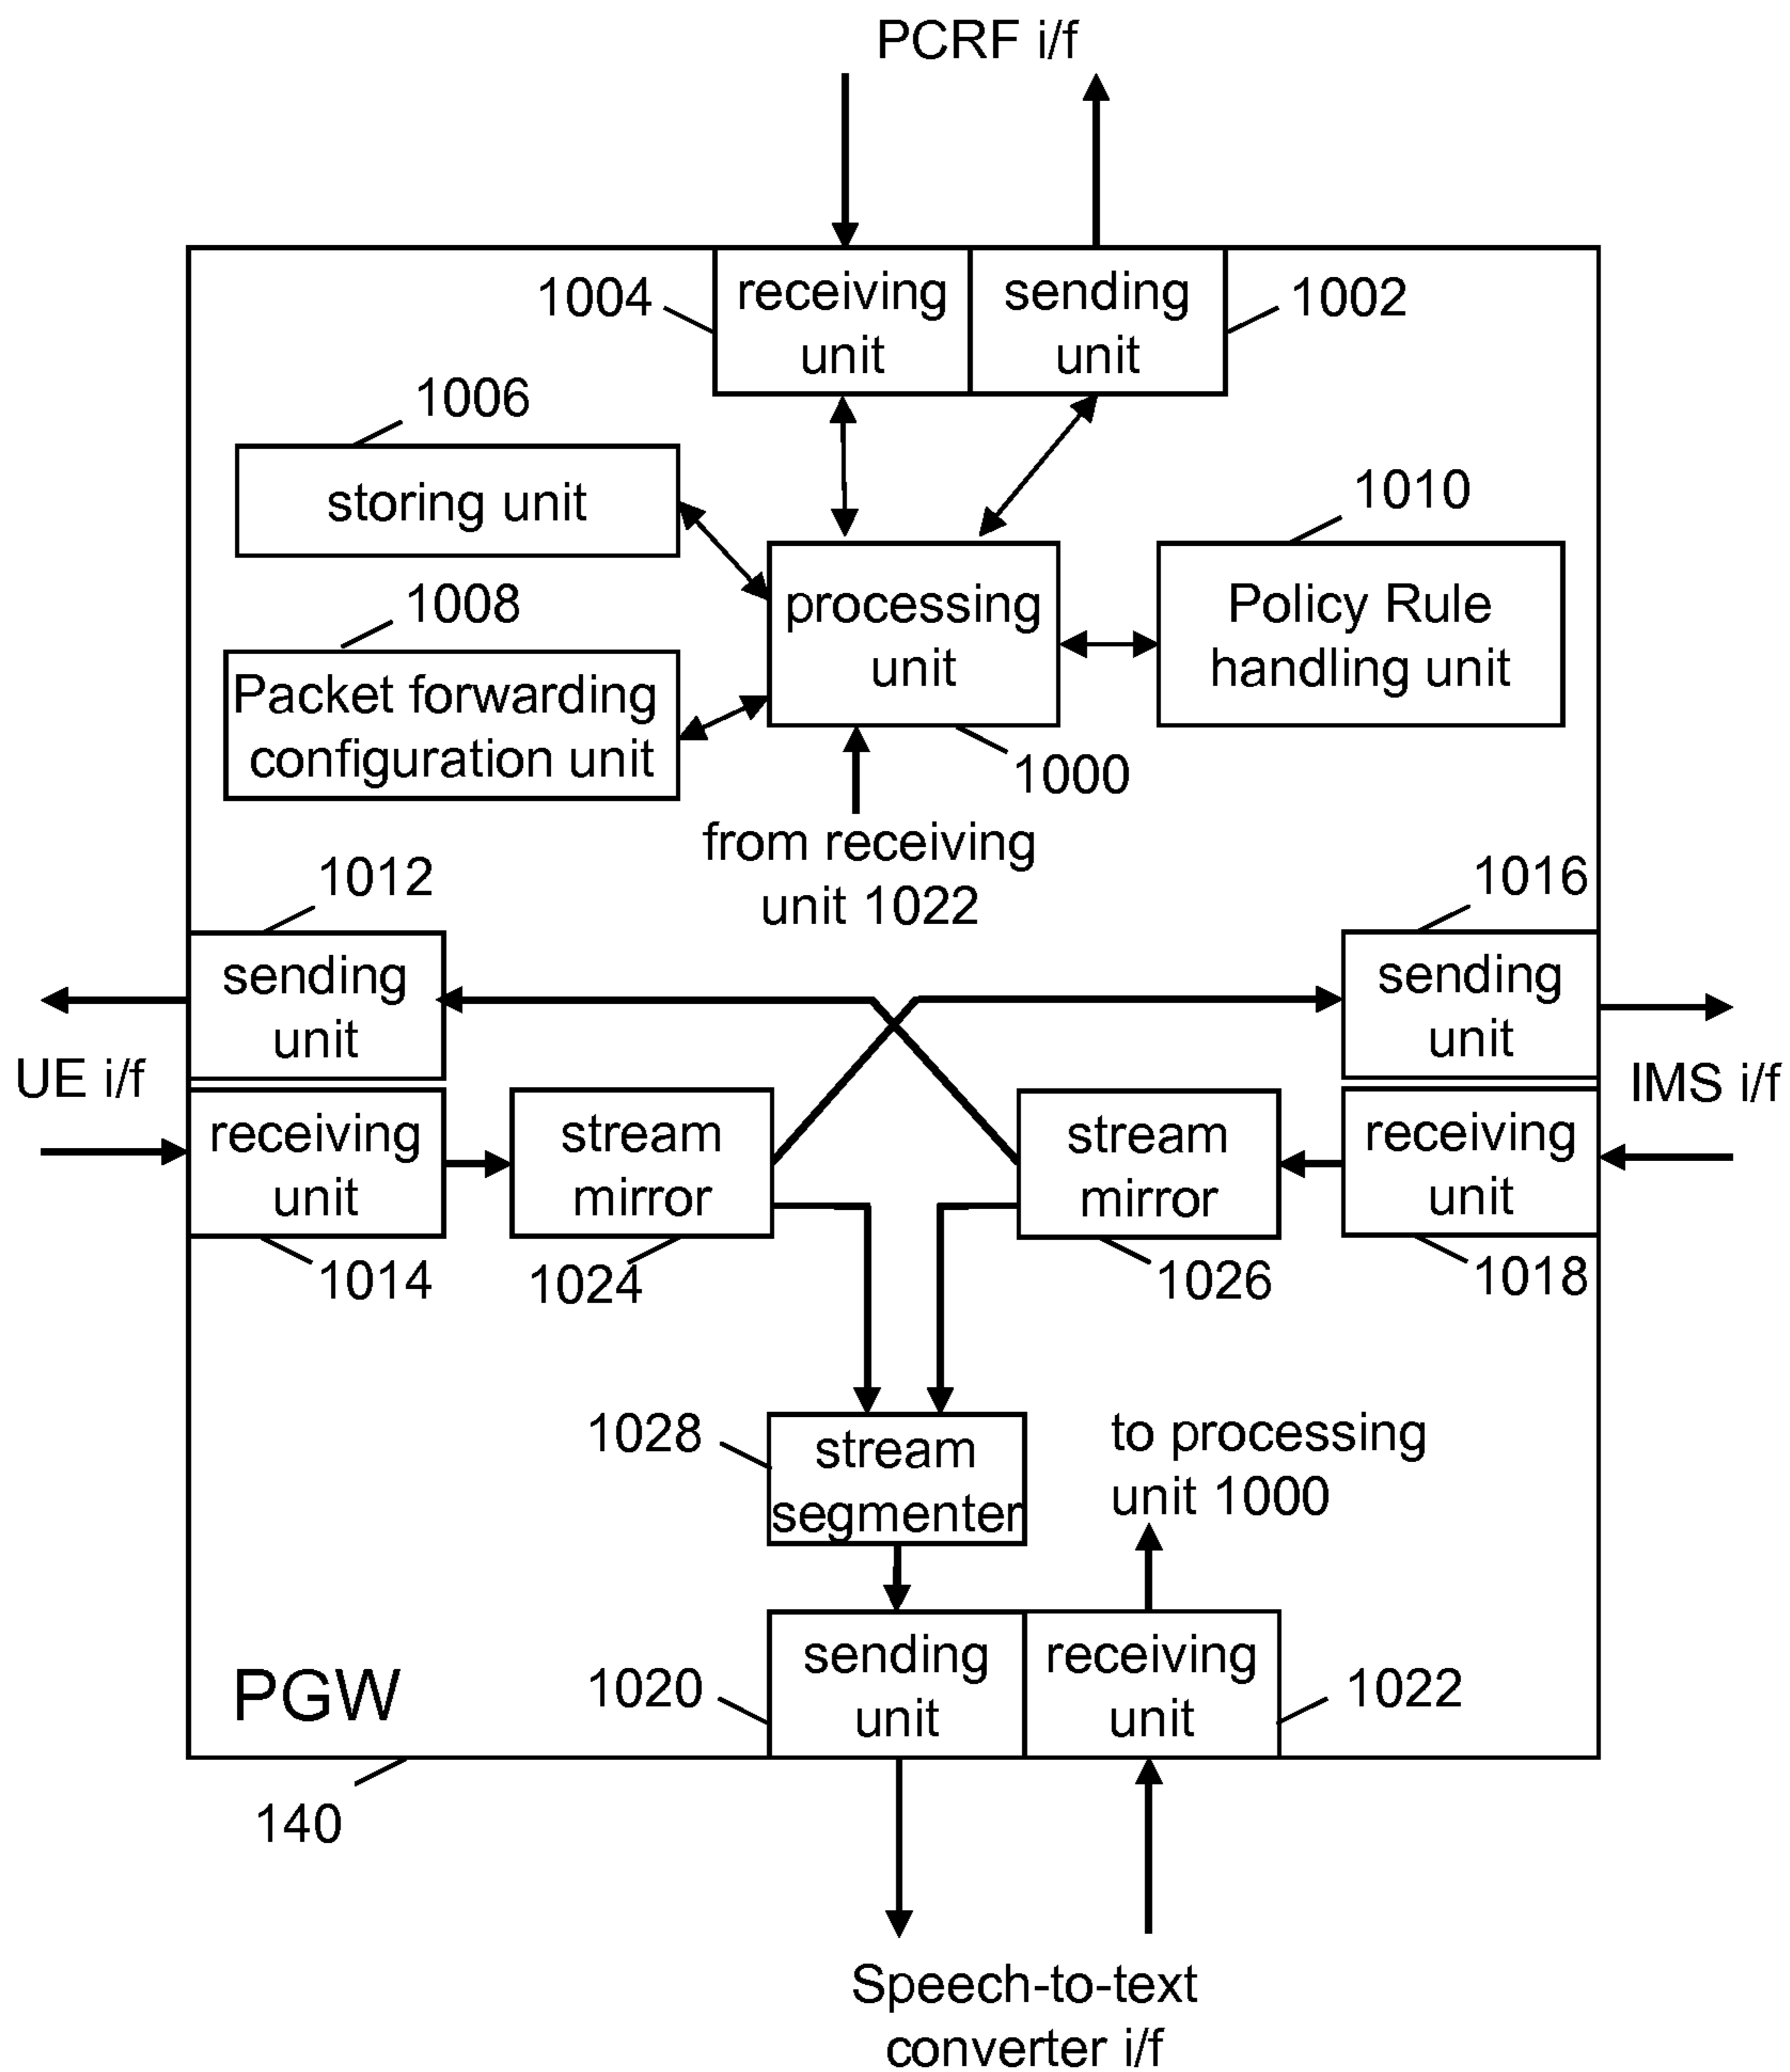 PCRF i/f
1004
receiving
unit
sending
unit
1002
1006
storing unit
1010
1008
processing
unit
Policy Rule
handling unit
Packet forwarding
configuration unit
1000
from receiving
unit 1022
1012
1016
sending
unit
sending
unit
UE i/f
IMS i/f
receiving
unit
stream
mirror
stream
mirror
receiving
unit
1014
1024
1026
1018
1028
stream
segmenter
to processing
unit 1000
PGW
1020
sending
unit
receiving
unit
1022
140
Speech-to-text
converter i/f